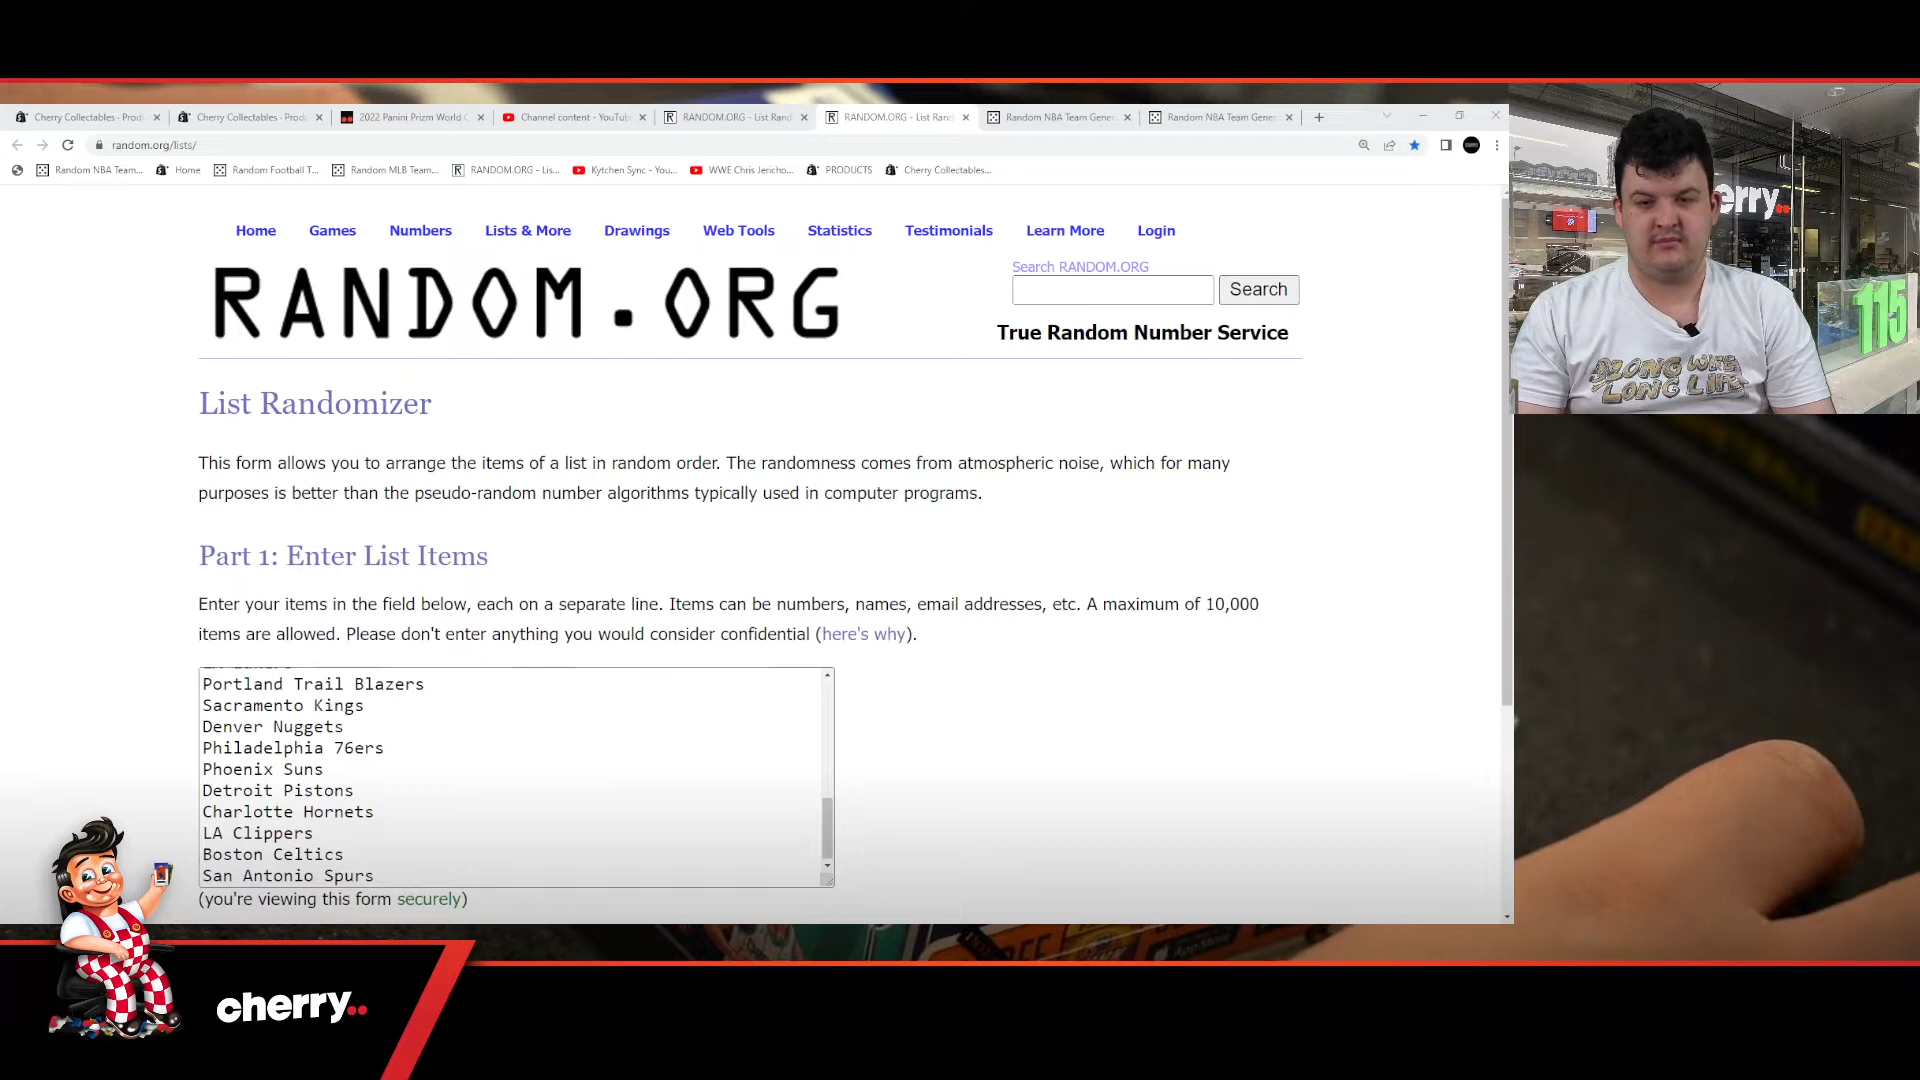 Cherry Collectables · Prod
Cherry Collectables · Prod
2022 Panini Prizm World C
Channel content - YouTub
RANDOM.ORG - List Rand
RANDOM.ORG - List Rand
Random NBA Team Gene
Random NBA Team Gene
random.org/lists/
Random NBA Team...
Home
Random Football T...
Random MLB Team...
RANDOM.ORG - Lis...
Kytchen Sync - You...
WWE Chris Jericho...
PRODUCTS
Cherry Collectables...
Home
Games
Numbers
Lists & More
Drawings
Web Tools
Statistics
Testimonials
Learn More
Login
RANDOM.ORG
Search RANDOM.ORG
Search
True Random Number Service
List Randomizer
This form allows you to arrange the items of a list in random order. The randomness comes from atmospheric noise, which for many
purposes is better than the pseudo-random number algorithms typically used in computer programs.
Part 1: Enter List Items
Enter your items in the field below, each on a separate line. Items can be numbers, names, email addresses, etc. A maximum of 10,000
items are allowed. Please don't enter anything you would consider confidential (here's why).
Portland Trail Blazers
Sacramento Kings
Denver Nuggets
Philadelphia 76ers
Phoenix Suns
Detroit Pistons
Charlotte Hornets
LA Clippers
Boston Celtics
San Antonio Spurs
(you're viewing this form securely)
erry..
115
LONG
LONG
cherry..